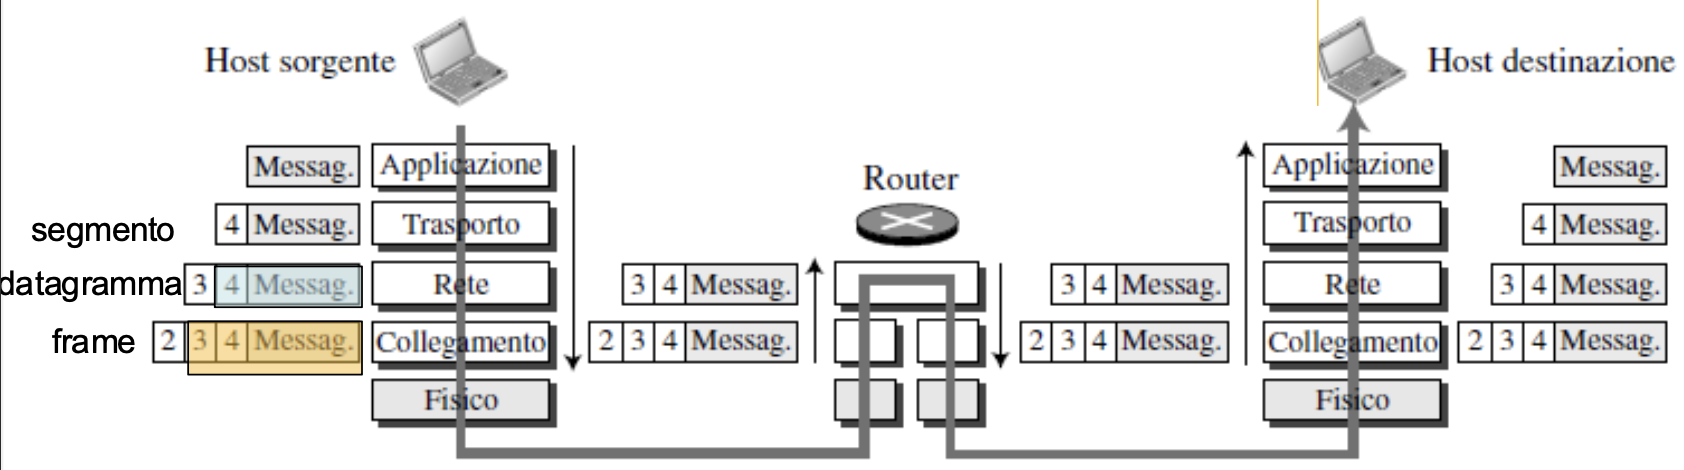 Host sorgente
Host destinazione
Messag. Applicazione
Router
Applicazione Messag.
segmento 4 Messag. Trasporto
Trasporto 4 Messag.
datagramma 3 4 Messag. Rete
3 4 Messag.
3 4 Messag.
Rete 3 4 Messag.
frame 2 3 4 Messag. Collegamento
2 3 4 Messag.
2 3 4 Messag.
Collegamento 2 3 4 Messag.
Fisico
Fisico